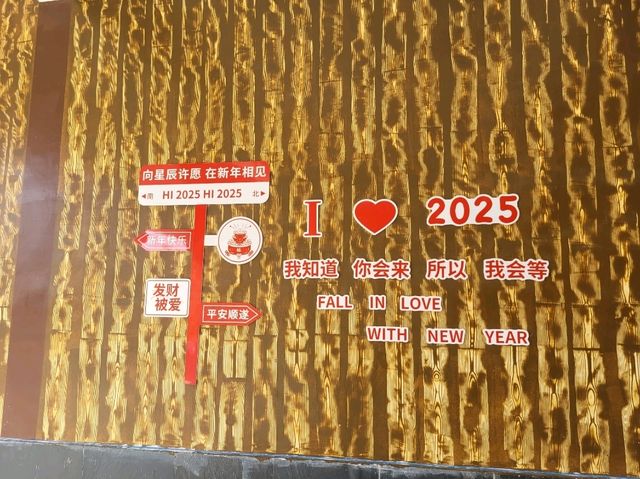 向星辰许愿 在新年相见
南 HI 2025 HI 2025 北
新年快乐
发财
被爱
平安顺遂
I ❤ 2025
我知道 你会来 所以 我会等
FALL IN LOVE
WITH NEW YEAR